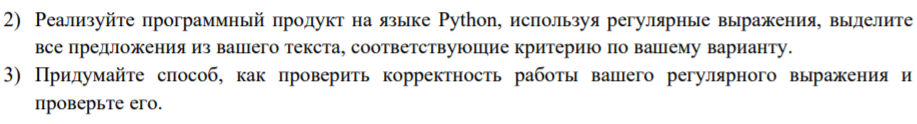 2) Реализуйте программный продукт на языке Python, используя регулярные выражения, выделите
все предложения из вашего текста, соответствующие критерию по вашему варианту.
3) Придумайте способ, как проверить корректность работы вашего регулярного выражения и
проверьте его.